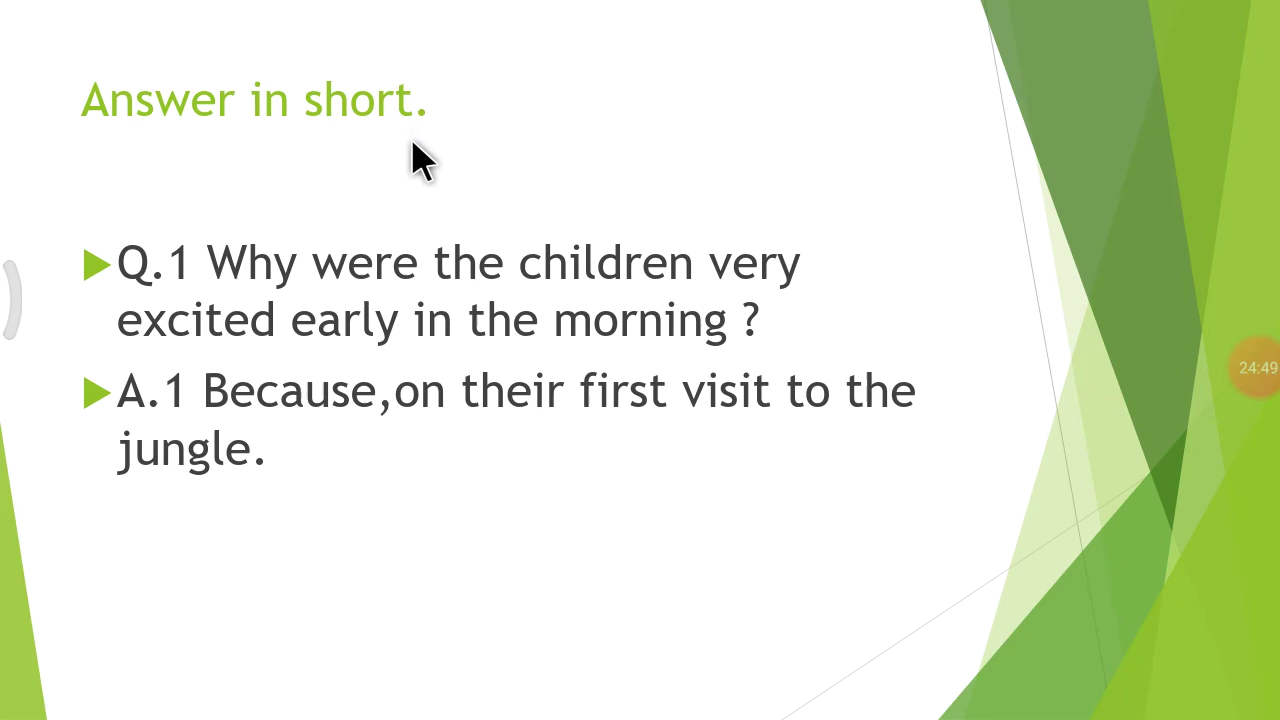 Answer in short.
Q.1 Why were the children very
excited early in the morning ?
A.1 Because,on their first visit to the
jungle.
24:49